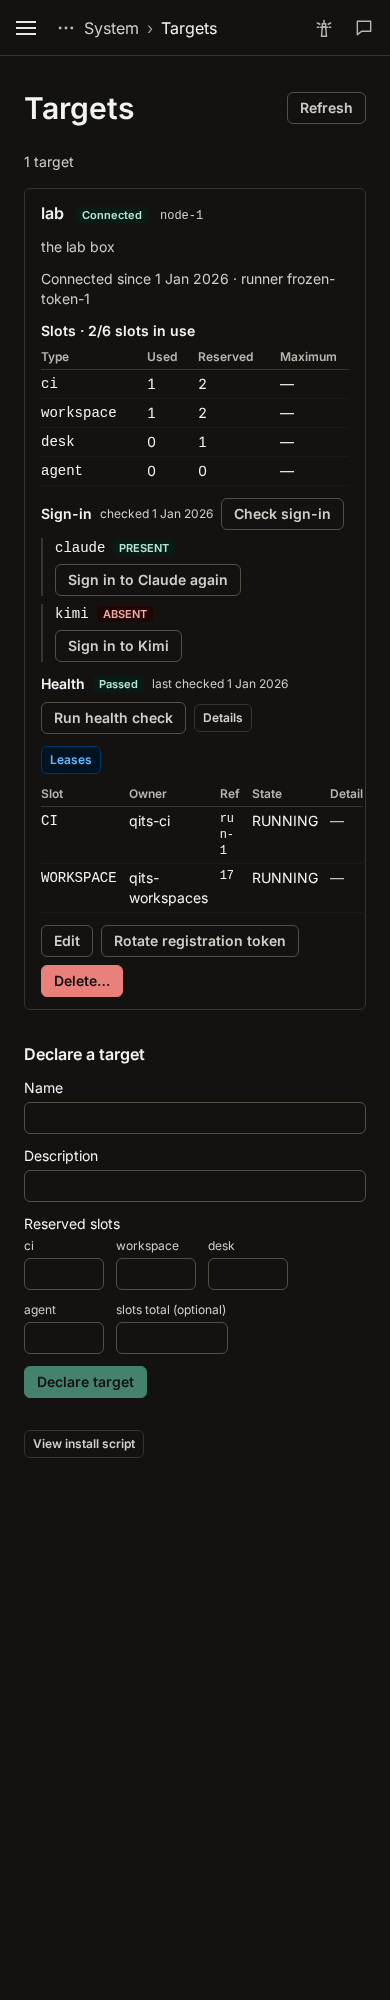 System › Targets
Targets
Refresh
1 target
lab Connected node-1
the lab box
Connected since 1 Jan 2026 · runner frozen-
token-1
Slots · 2/6 slots in use
Type Used Reserved Maximum
ci 1 2 —
workspace 1 2 —
desk 0 1 —
agent 0 0 —
Sign-in checked 1 Jan 2026 Check sign-in
claude PRESENT
Sign in to Claude again
kimi ABSENT
Sign in to Kimi
Health Passed last checked 1 Jan 2026
Run health check Details
Leases
Slot Owner Ref State Detail
CI qits-ci ru RUNNING —
n-
1
WORKSPACE qits- 17 RUNNING —
workspaces
Edit Rotate registration token
Delete...
Declare a target
Name
Description
Reserved slots
ci workspace desk
agent slots total (optional)
Declare target
View install script